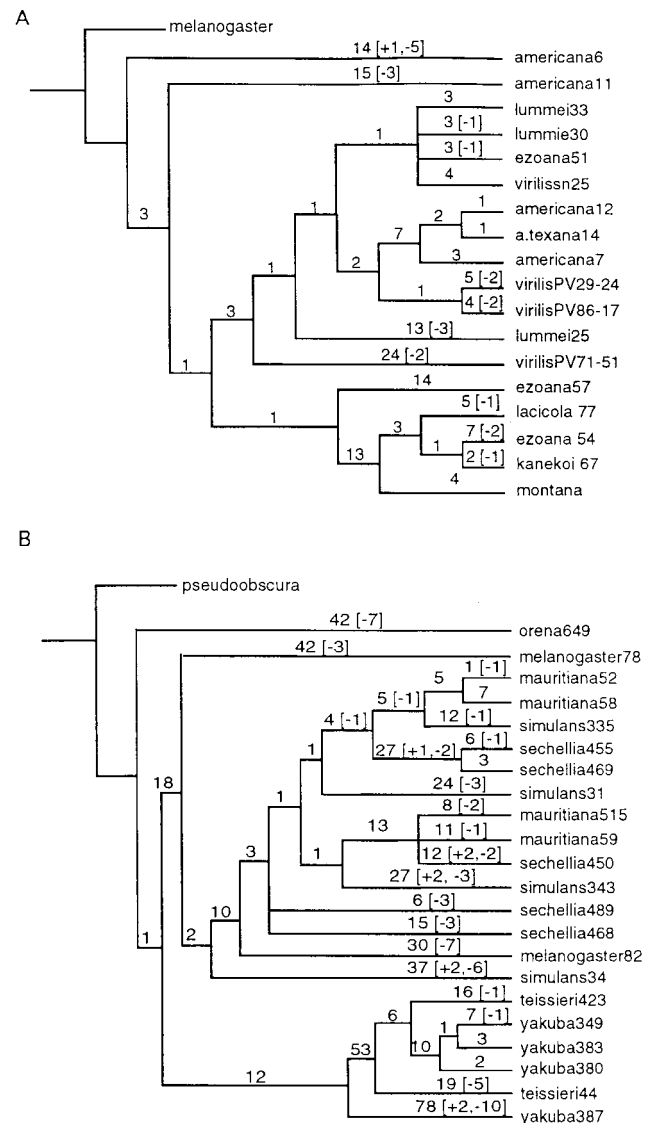 A
melanogaster
14 [+1,-5]
americana6
15 [-3]
americana11
3
lummei33
3 [-1]
lummie30
1
3 [-1]
ezoana51
4
virilissn25
1
americana12
2
1
a.texana14
7
3
americana7
1
2
5 [-2]
virilisPV29-24
1
4 [-2]
virilisPV86-17
3
1
13 [-3]
lummei25
3
24 [-2]
virilisPV71-51
1
14
ezoana57
5 [-1]
lacicola 77
1
3
7 [-2]
ezoana 54
1
2 [-1]
kanekoi 67
13
4
montana
B
pseudoobscura
42 [-7]
orena649
42 [-3]
melanogaster78
1 [-1]
mauritiana52
5
7
mauritiana58
5 [-1]
12 [-1]
simulans335
4 [-1]
6 [-1]
sechellia455
27 [+1,-2]
3
sechellia469
1
24 [-3]
simulans31
18
8 [-2]
mauritiana515
1
13
11 [-1]
mauritiana59
12 [+2,-2]
sechellia450
1
27 [+2, -3]
simulans343
3
6 [-3]
sechellia489
15 [-3]
sechellia468
10
30 [-7]
melanogaster82
1
2
37 [+2,-6]
simulans34
16 [-1]
teissieri423
6
7 [-1]
yakuba349
1
3
yakuba383
10
2
yakuba380
53
19 [-5]
teissieri44
12
78 [+2,-10]
yakuba387